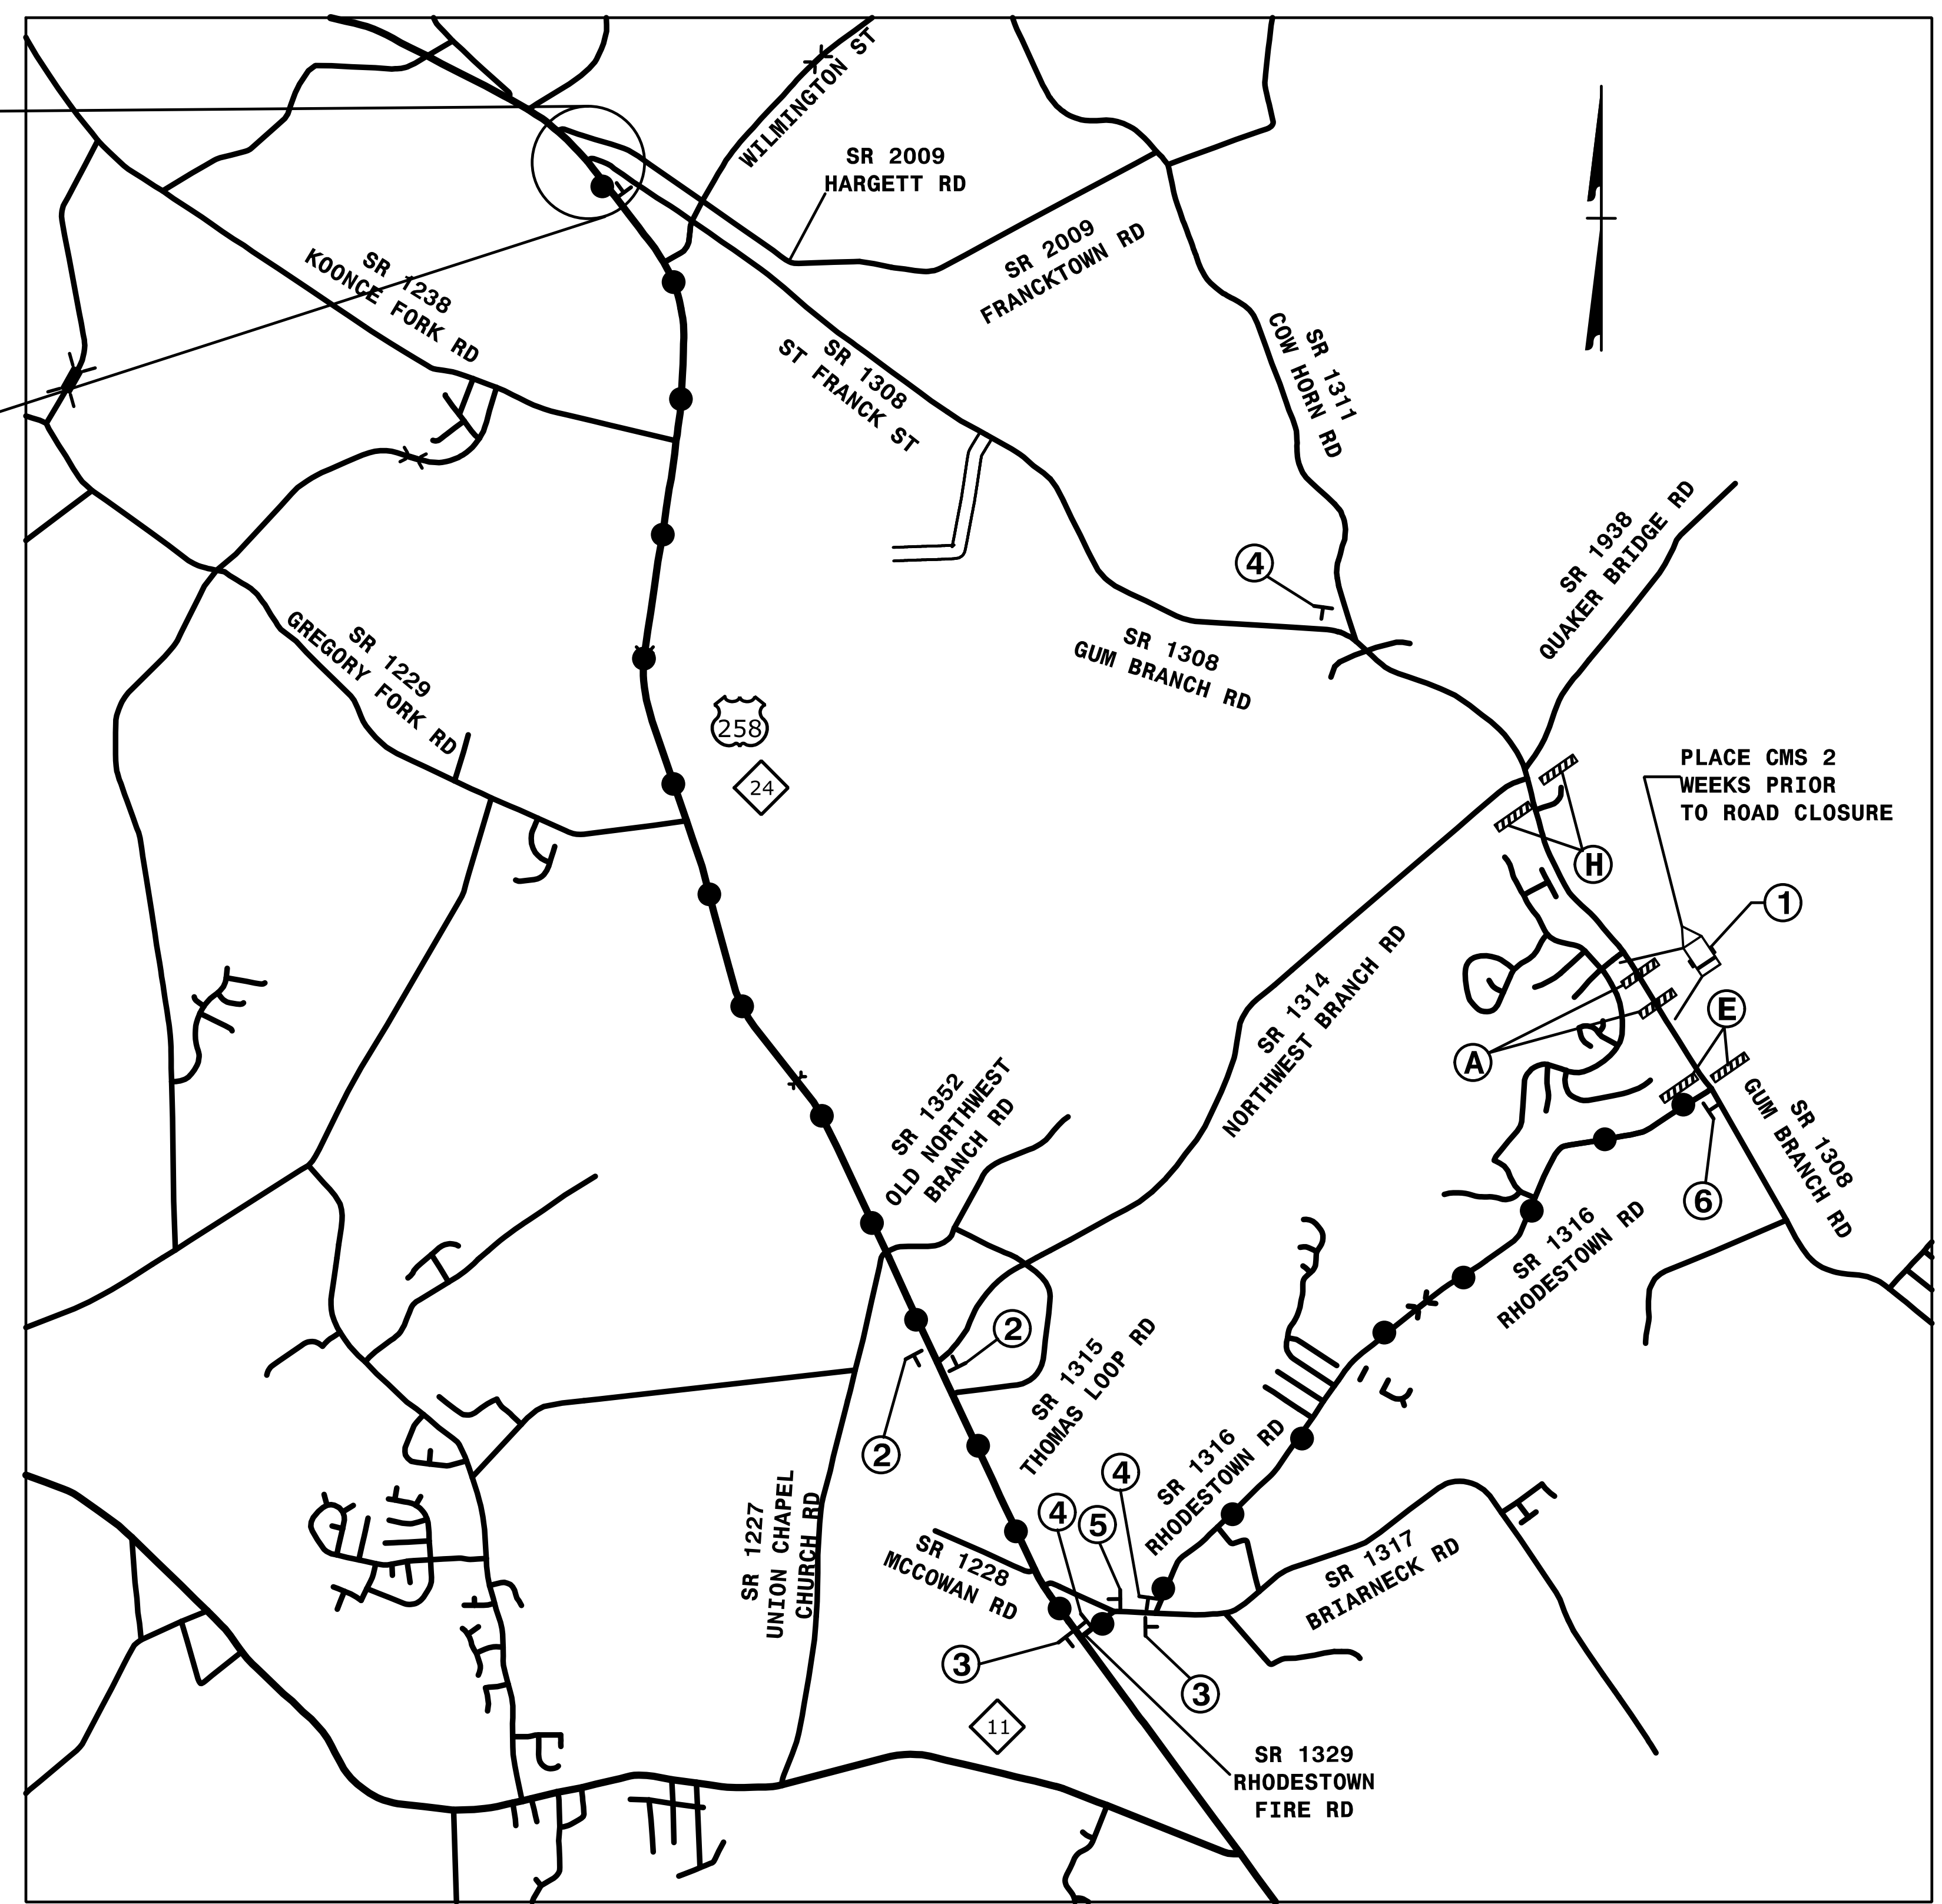 WILMINGTON ST
SR 2009
HARGETT RD
SR 2009
FRANCKTOWN RD
SR 1238
KOONCE FORK RD
SR 1308
ST FRANCK ST
SR 1311
COW HORN RD
SR 1938
QUAKER BRIDGE RD
4
SR 1308
GUM BRANCH RD
SR 1229
GREGORY FORK RD
258
24
PLACE CMS 2
WEEKS PRIOR
TO ROAD CLOSURE
H
1
E
A
SR 1314
NORTHWEST BRANCH RD
SR 1352
OLD NORTHWEST
BRANCH RD
SR 1308
GUM BRANCH RD
6
SR 1316
RHODESTOWN RD
2
2
SR 1315
THOMAS LOOP RD
SR 1316
RHODESTOWN RD
4
4
5
SR 1227
UNION CHAPEL
CHURCH RD
SR 1228
MCCOWAN RD
SR 1317
BRIARNECK RD
3
3
11
SR 1329
RHODESTOWN
FIRE RD